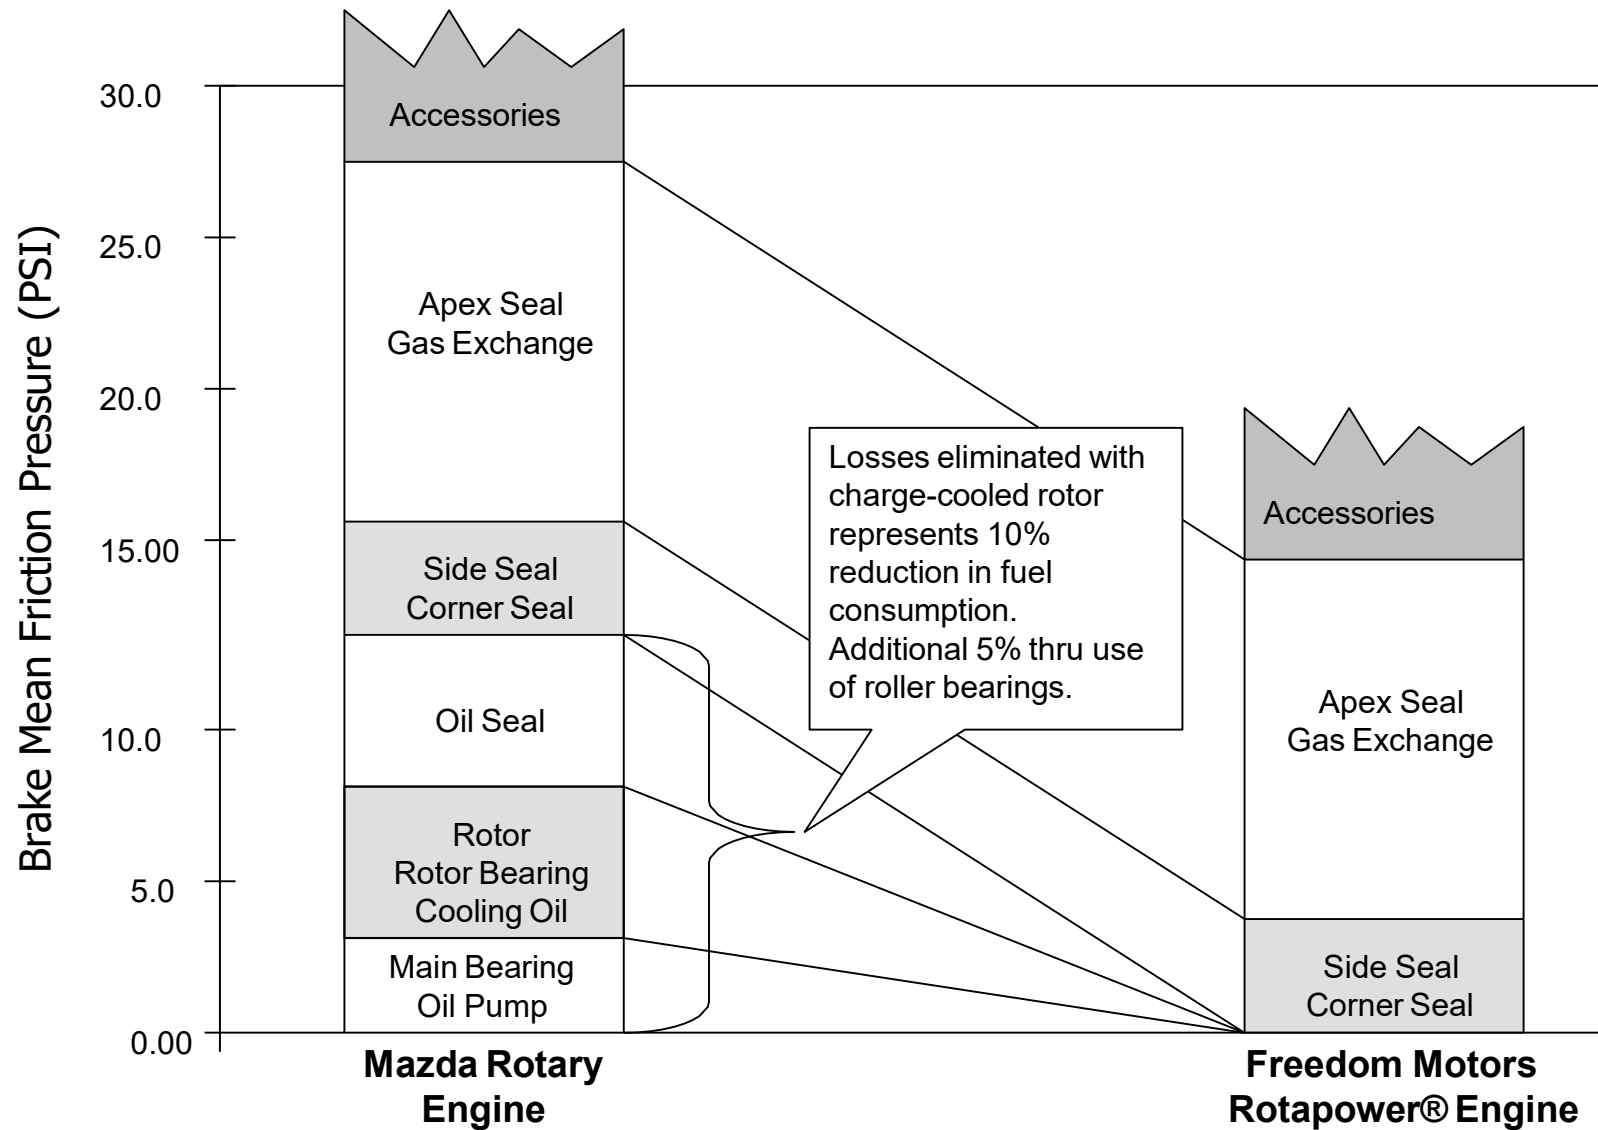 Brake Mean Friction Pressure (PSI)
30.0
25.0
20.0
15.00
10.0
5.0
0.00
Accessories
Apex Seal
Gas Exchange
Side Seal
Corner Seal
Oil Seal
Rotor
Rotor Bearing
Cooling Oil
Main Bearing
Oil Pump
Mazda Rotary
Engine
Losses eliminated with
charge-cooled rotor
represents 10%
reduction in fuel
consumption.
Additional 5% thru use
of roller bearings.
Accessories
Apex Seal
Gas Exchange
Side Seal
Corner Seal
Freedom Motors
Rotapower® Engine